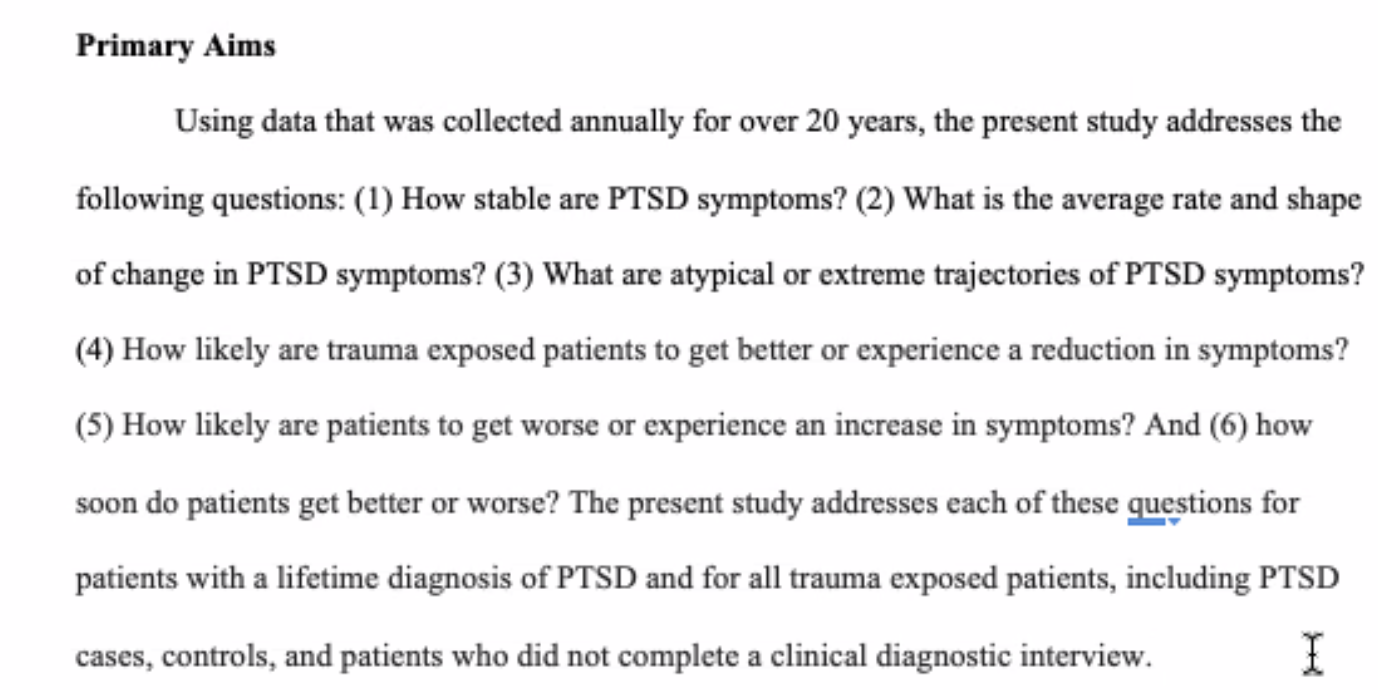 Primary Aims
Using data that was collected annually for over 20 years, the present study addresses the
following questions: (1) How stable are PTSD symptoms? (2) What is the average rate and shape
of change in PTSD symptoms? (3) What are atypical or extreme trajectories of PTSD symptoms?
(4) How likely are trauma exposed patients to get better or experience a reduction in symptoms?
(5) How likely are patients to get worse or experience an increase in symptoms? And (6) how
soon do patients get better or worse? The present study addresses each of these questions for
patients with a lifetime diagnosis of PTSD and for all trauma exposed patients, including PTSD
cases, controls, and patients who did not complete a clinical diagnostic interview.